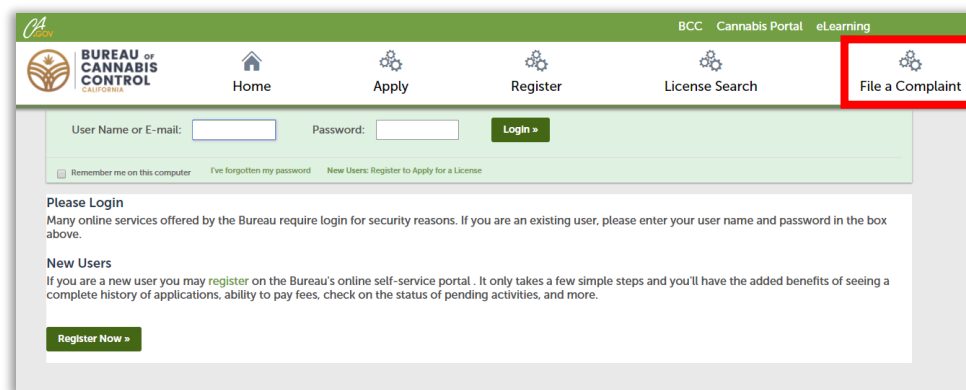 CA.GOV
BCC Cannabis Portal eLearning
BUREAU OF
CANNABIS
CONTROL
CALIFORNIA
Home Apply Register License Search File a Complaint
User Name or E-mail: Password: Login »
Remember me on this computer I've forgotten my password New Users: Register to Apply for a License
Please Login
Many online services offered by the Bureau require login for security reasons. If you are an existing user, please enter your user name and password in the box
above.
New Users
If you are a new user you may register on the Bureau's online self-service portal . It only takes a few simple steps and you'll have the added benefits of seeing a
complete history of applications, ability to pay fees, check on the status of pending activities, and more.
Register Now »